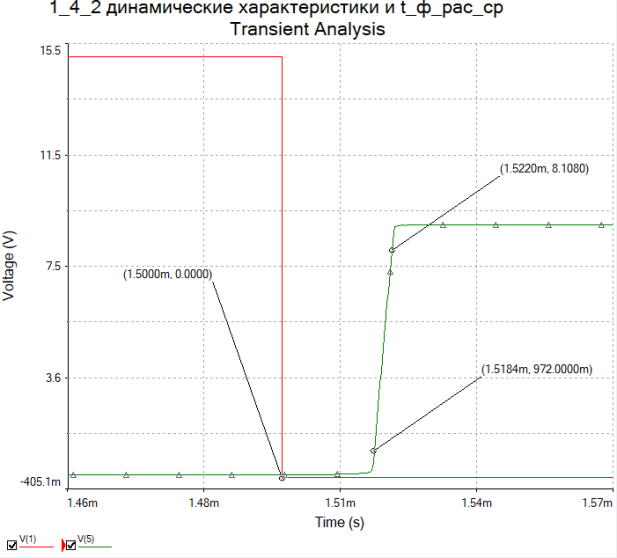 1_4_2 динамические характеристики и t_ф_рас_ср
Transient Analysis
15.5
11.5
7.5
3.6
-405.1m
Voltage (V)
(1.5220m, 8.1080)
(1.5000m, 0.0000)
(1.5184m, 972.0000m)
1.46m 1.48m 1.51m 1.54m 1.57m
Time (s)
V(1) V(5)